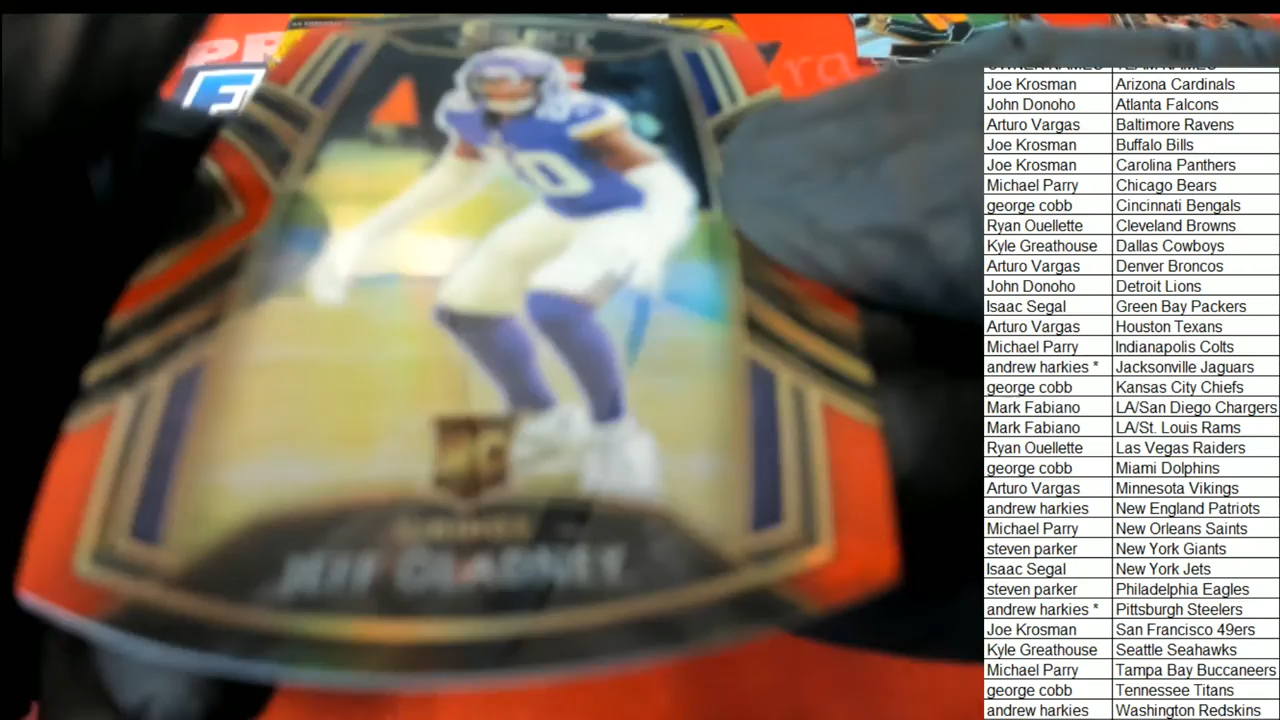 OWNER NAMES TEAM NAMES
Joe Krosman Arizona Cardinals
John Donoho Atlanta Falcons
Arturo Vargas Baltimore Ravens
Joe Krosman Buffalo Bills
Joe Krosman Carolina Panthers
Michael Parry Chicago Bears
george cobb Cincinnati Bengals
Ryan Ouellette Cleveland Browns
Kyle Greathouse Dallas Cowboys
Arturo Vargas Denver Broncos
John Donoho Detroit Lions
Isaac Segal Green Bay Packers
Arturo Vargas Houston Texans
Michael Parry Indianapolis Colts
andrew harkies * Jacksonville Jaguars
george cobb Kansas City Chiefs
Mark Fabiano LA/San Diego Chargers
Mark Fabiano LA/St. Louis Rams
Ryan Ouellette Las Vegas Raiders
george cobb Miami Dolphins
Arturo Vargas Minnesota Vikings
andrew harkies New England Patriots
Michael Parry New Orleans Saints
steven parker New York Giants
Isaac Segal New York Jets
steven parker Philadelphia Eagles
andrew harkies * Pittsburgh Steelers
Joe Krosman San Francisco 49ers
Kyle Greathouse Seattle Seahawks
Michael Parry Tampa Bay Buccaneers
george cobb Tennessee Titans
andrew harkies Washington Redskins